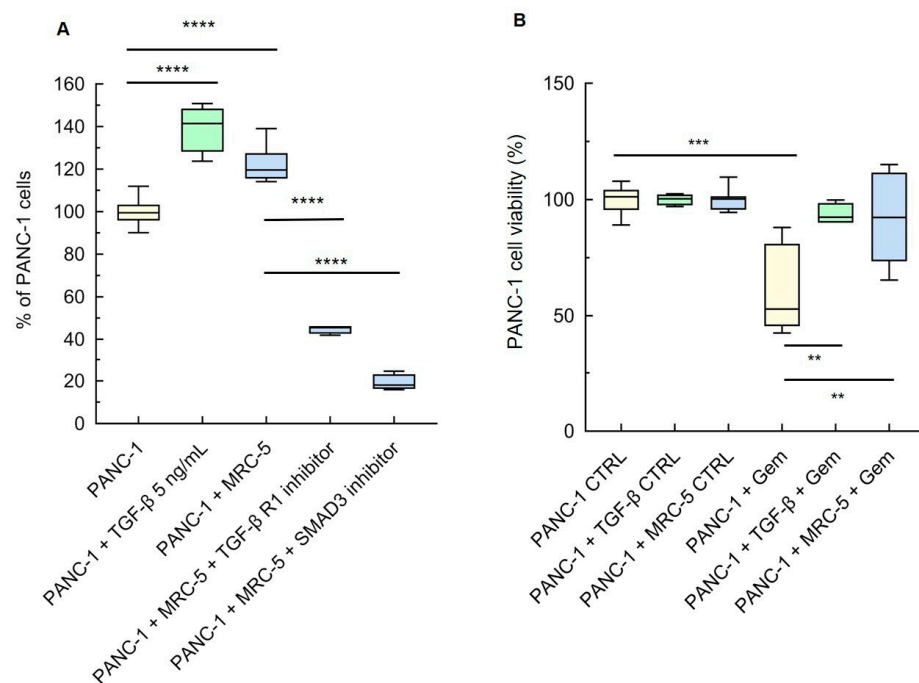 A
B
****
****
****
****
% of PANC-1 cells
160
140
120
100
80
60
40
20
0
PANC-1
PANC-1 + TGF-β 5 ng/mL
PANC-1 + MRC-5
PANC-1 + MRC-5 + TGF-β R1 inhibitor
PANC-1 + MRC-5 + SMAD3 inhibitor
PANC-1 cell viability (%)
150
100
50
0
***
**
**
PANC-1 CTRL
PANC-1 + TGF-β CTRL
PANC-1 + MRC-5 CTRL
PANC-1 + Gem
PANC-1 + TGF-β + Gem
PANC-1 + MRC-5 + Gem